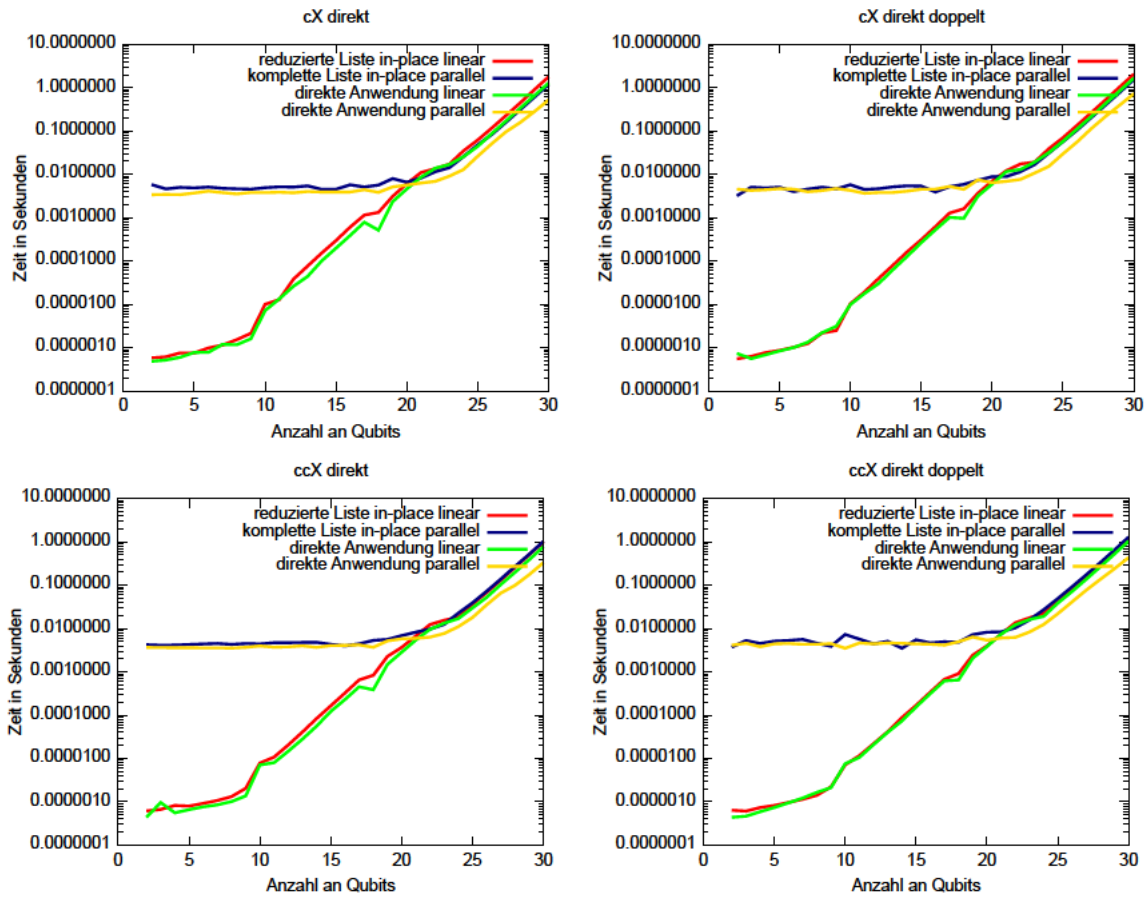 cX direkt
10.0000000
1.0000000
0.1000000
0.0100000
0.0010000
0.0001000
0.0000100
0.0000010
0.0000001
Zeit in Sekunden
reduzierte Liste in-place linear
komplette Liste in-place parallel
direkte Anwendung linear
direkte Anwendung parallel
0 5 10 15 20 25 30
Anzahl an Qubits
cX direkt doppelt
10.0000000
1.0000000
0.1000000
0.0100000
0.0010000
0.0001000
0.0000100
0.0000010
0.0000001
Zeit in Sekunden
reduzierte Liste in-place linear
komplette Liste in-place parallel
direkte Anwendung linear
direkte Anwendung parallel
0 5 10 15 20 25 30
Anzahl an Qubits
ccX direkt
10.0000000
1.0000000
0.1000000
0.0100000
0.0010000
0.0001000
0.0000100
0.0000010
0.0000001
Zeit in Sekunden
reduzierte Liste in-place linear
komplette Liste in-place parallel
direkte Anwendung linear
direkte Anwendung parallel
0 5 10 15 20 25 30
Anzahl an Qubits
ccX direkt doppelt
10.0000000
1.0000000
0.1000000
0.0100000
0.0010000
0.0001000
0.0000100
0.0000010
0.0000001
Zeit in Sekunden
reduzierte Liste in-place linear
komplette Liste in-place parallel
direkte Anwendung linear
direkte Anwendung parallel
0 5 10 15 20 25 30
Anzahl an Qubits